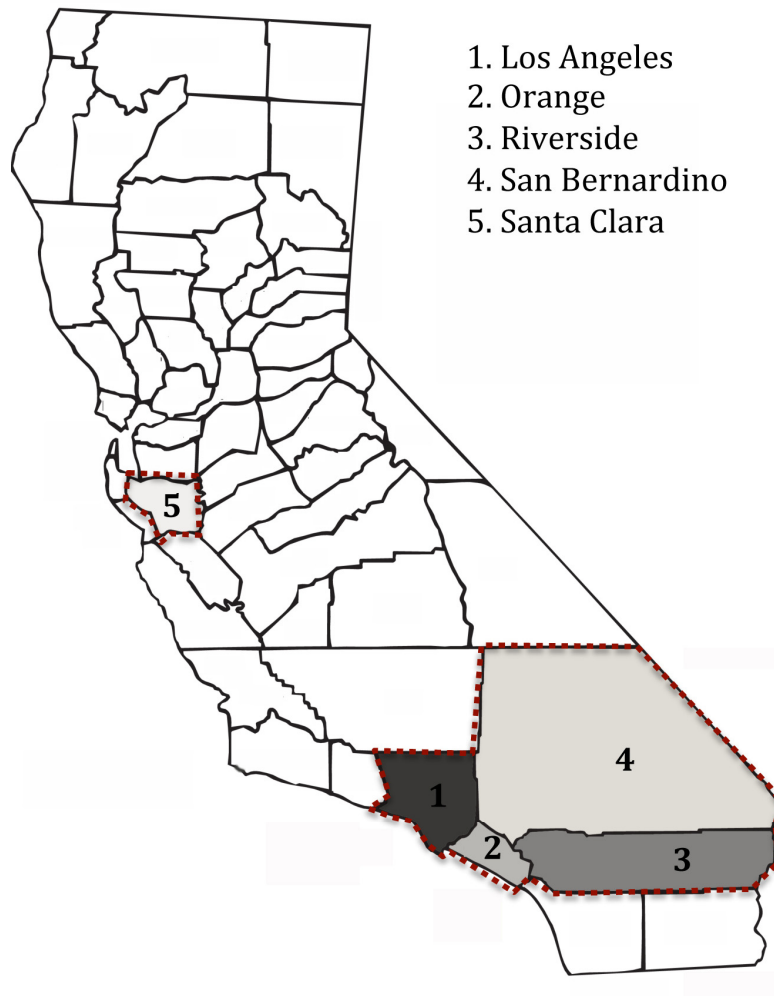 1. Los Angeles
2. Orange
3. Riverside
4. San Bernardino
5. Santa Clara
5
4
1
2
3